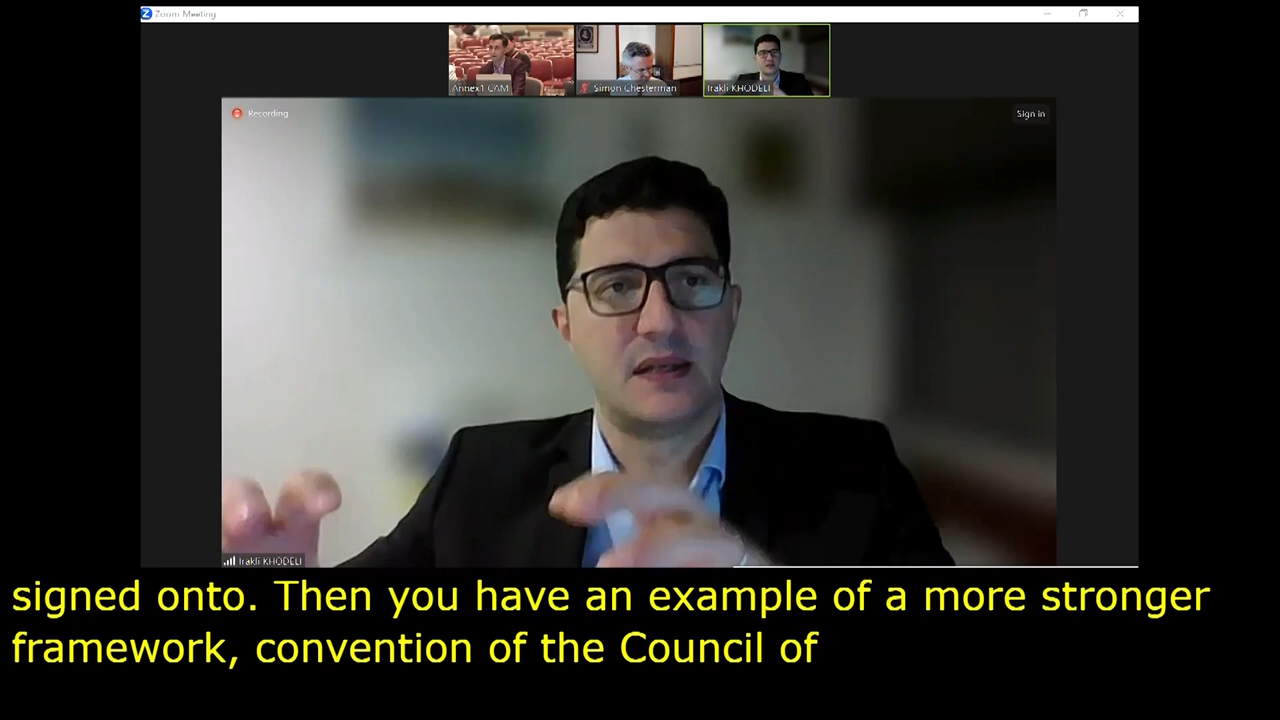 Zoom Meeting
Annex1 CAM
Simon Chesterman
Irakli KHODELI
Recording
Sign in
Irakli KHODELI
signed onto. Then you have an example of a more stronger
framework, convention of the Council of